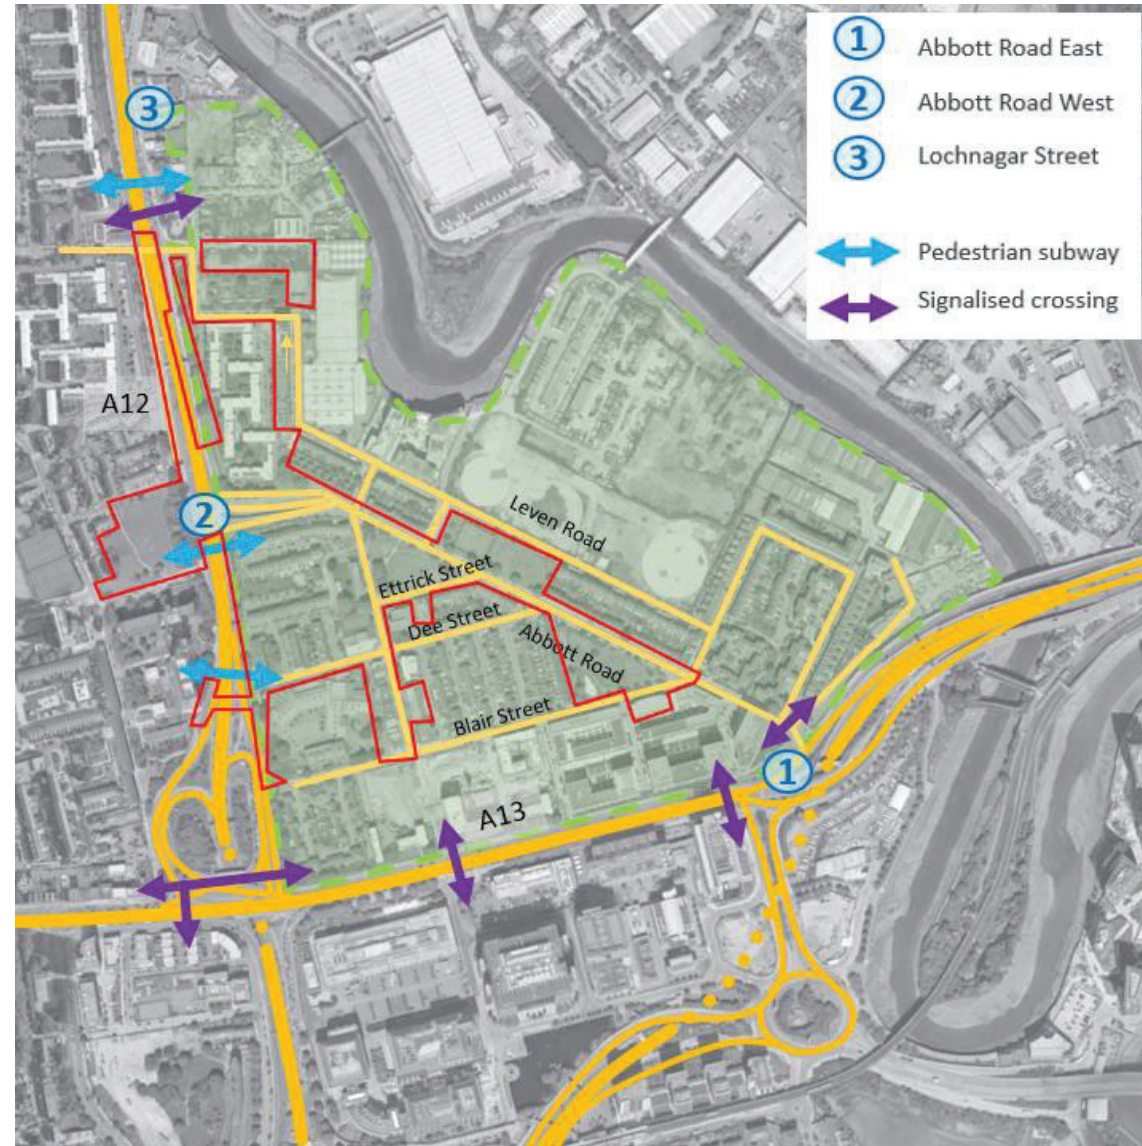 1 Abbott Road East
2 Abbott Road West
3 Lochnagar Street
Pedestrian subway
Signalised crossing
3
A12
2
Leven Road
Ettrick Street
Dee Street
Abbott Road
Blair Street
1
A13